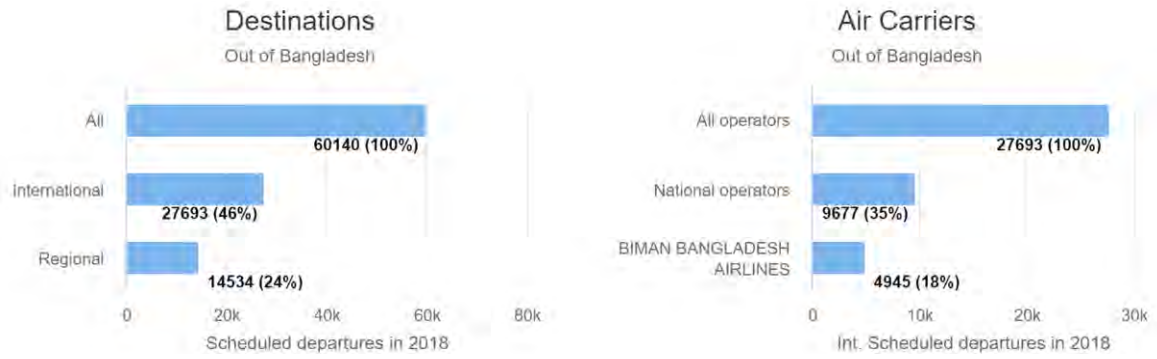 Destinations
Out of Bangladesh
All
60140 (100%)
International
27693 (46%)
Regional
14534 (24%)
0 20k 40k 60k 80k
Scheduled departures in 2018
Air Carriers
Out of Bangladesh
All operators
27693 (100%)
National operators
9677 (35%)
BIMAN BANGLADESH
AIRLINES
4945 (18%)
0 10k 20k 30k
Int. Scheduled departures in 2018